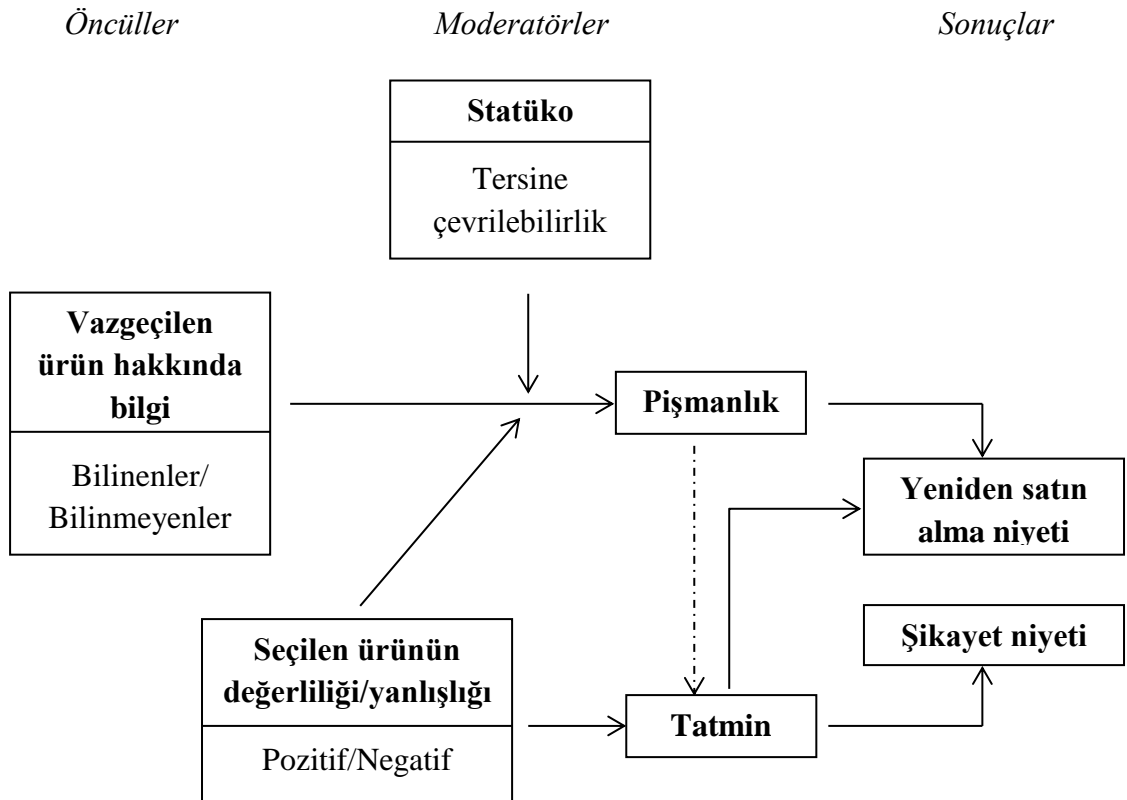 Öncüller
Moderatörler
Sonuçlar
Statüko
Tersine
çevrilebilirlik
Vazgeçilen
ürün hakkında
bilgi
Bilinenler/
Bilinmeyenler
Pişmanlık
Yeniden satın
alma niyeti
Seçilen ürünün
değerliliği/yanlışlığı
Pozitif/Negatif
Tatmin
Şikayet niyeti